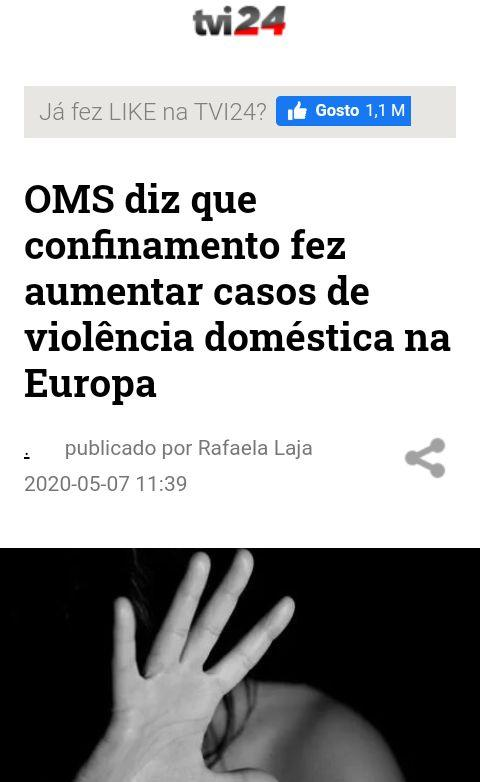 tvi24
Já fez LIKE na TVI24? Gosto 1,1 M
OMS diz que
confinamento fez
aumentar casos de
violência doméstica na
Europa
. publicado por Rafaela Laja
2020-05-07 11:39